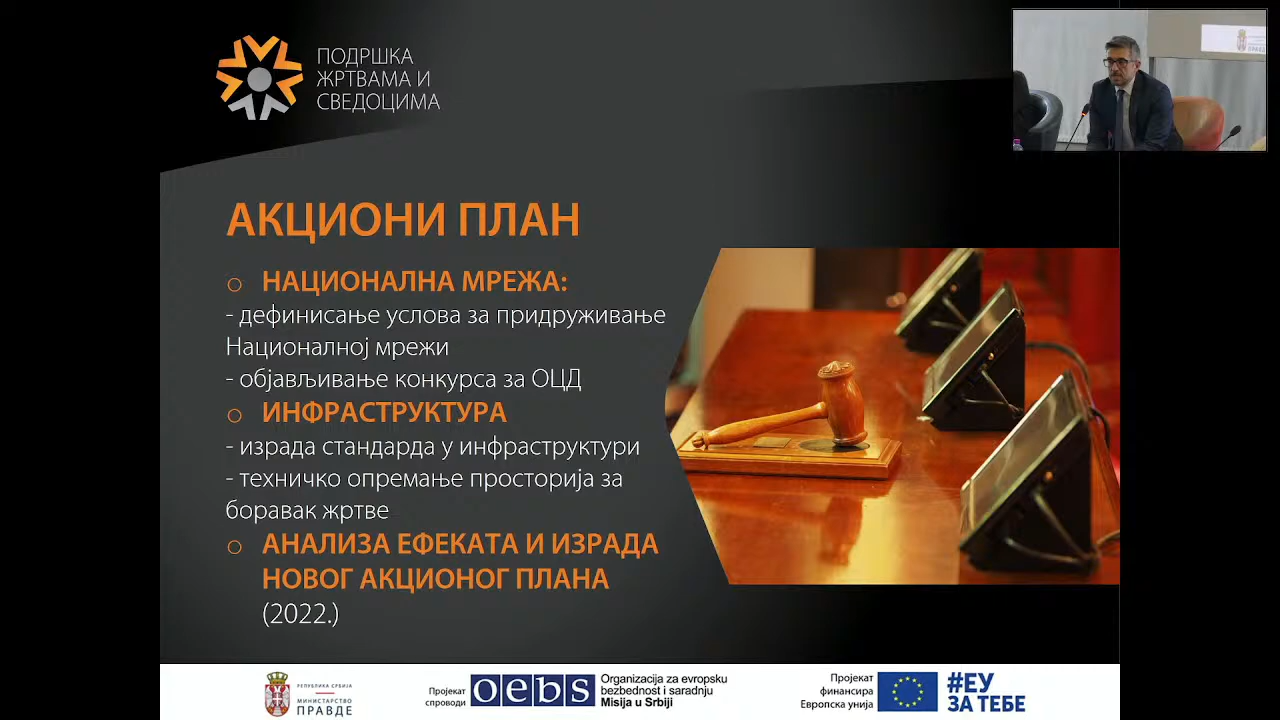 ПОДРШКА
ЖРТВАМА И
СВЕДОЦИМА
АКЦИОНИ ПЛАН
o НАЦИОНАЛНА МРЕЖА:
- дефинисање услова за придруживање
Националној мрежи
- објављивање конкурса за ОЦД
o ИНФРАСТРУКТУРА
- израда стандарда у инфраструктури
- техничко опремање просторија за
боравак жртве
o АНАЛИЗА ЕФЕКАТА И ИЗРАДА
НОВОГ АКЦИОНОГ ПЛАНА
(2022.)
РЕПУБЛИКА СРБИЈА
МИНИСТАРСТВО
ПРАВДЕ
Пројекат
спроводи
oebs
Organizacija za evropsku
bezbednost i saradnju
Misija u Srbiji
Пројекат
финансира
Европска унија
#ЕУ
ЗА ТЕБЕ